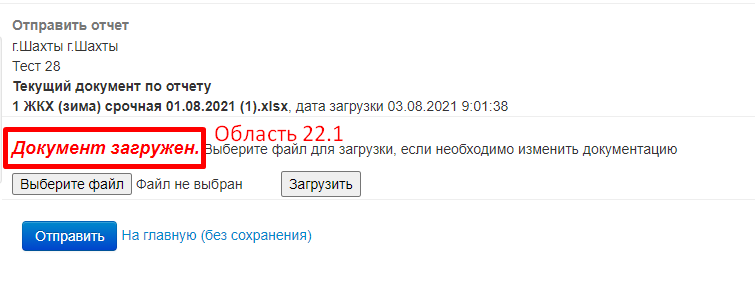 Отправить отчет
г.Шахты г.Шахты
Тест 28
Текущий документ по отчету
1 ЖКХ (зима) срочная 01.08.2021 (1).xlsx, дата загрузки 03.08.2021 9:01:38
Область 22.1
Документ загружен. Выберите файл для загрузки, если необходимо изменить документацию
Выберите файл Файл не выбран Загрузить
Отправить На главную (без сохранения)